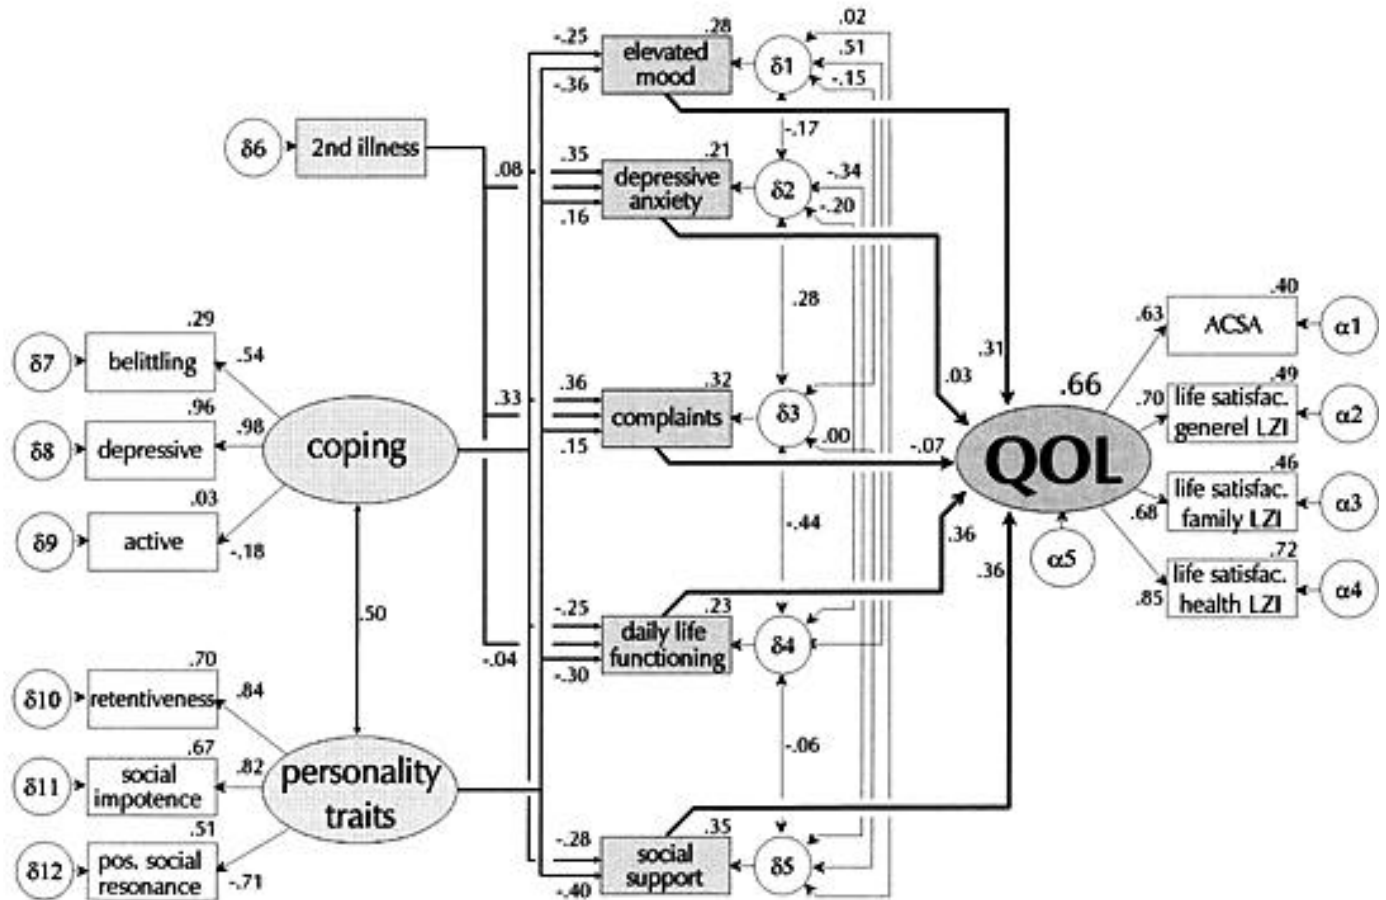 .02
.28
-.25
elevated
mood
δ1
.51
-.15
-.36
δ6
2nd illness
-.17
.08
.35
.21
depressive
anxiety
δ2
-.34
-.20
.16
.28
.40
.63
ACSA
α1
.29
δ7
belittling
.54
.31
.03
.66
.49
.70
life satisfac.
generel LZI
α2
.36
.32
.33
complaints
δ3
.15
.00
-.07
.96
δ8
depressive
.98
coping
QOL
.46
life satisfac.
family LZI
.68
α3
.03
δ9
active
-.18
-.44
.36
.36
α5
.72
life satisfac.
health LZI
.85
α4
.50
-.25
.23
daily life
functioning
δ4
-.04
-.30
.70
δ10
retentiveness
.84
-.06
.67
δ11
social
impotence
.82
personality
traits
.51
δ12
pos. social
resonance
-.71
-.28
.35
social
support
δ5
-.40